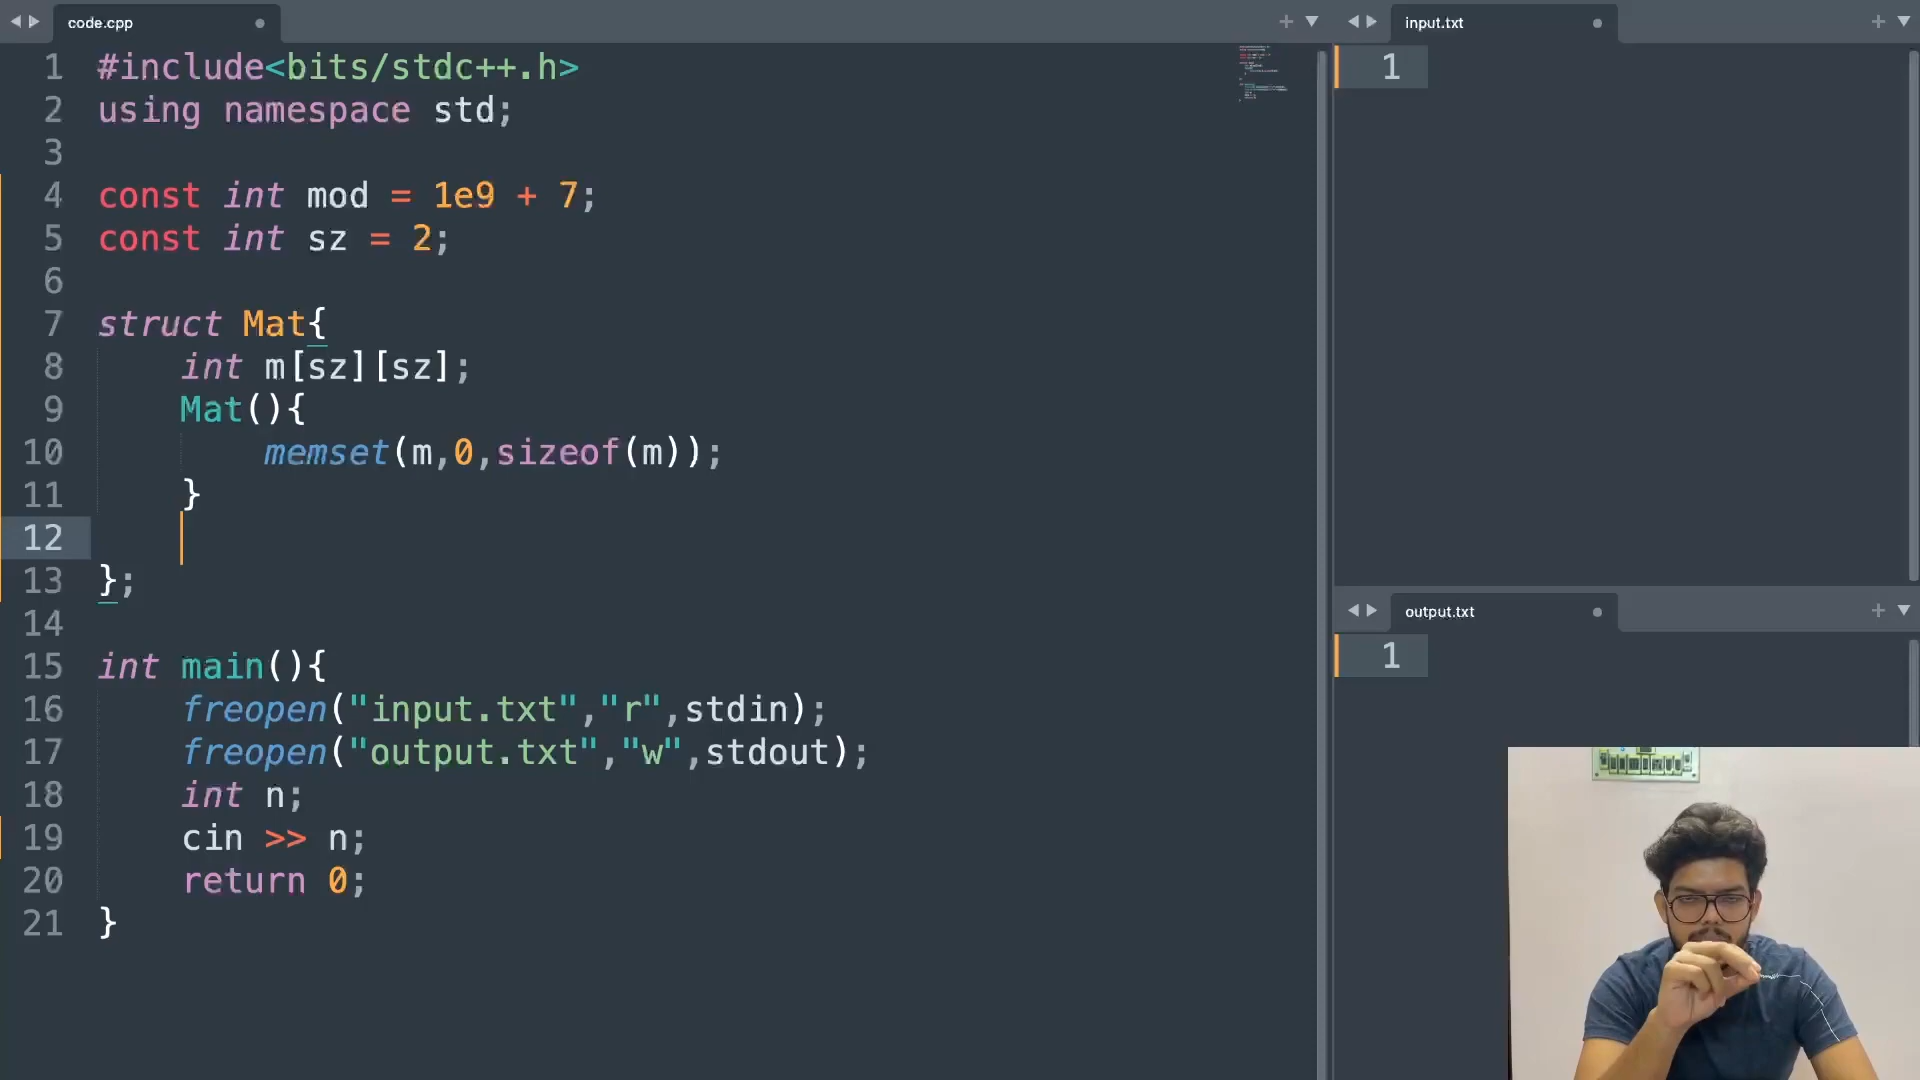 code.cpp
1 #include<bits/stdc++.h>
2 using namespace std;
3
4 const int mod = 1e9 + 7;
5 const int sz = 2;
6
7 struct Mat{
8 int m[sz][sz];
9 Mat(){
10 memset(m,0,sizeof(m));
11 }
12
13 };
14
15 int main(){
16 freopen("input.txt","r",stdin);
17 freopen("output.txt","w",stdout);
18 int n;
19 cin >> n;
20 return 0;
21 }
input.txt
1
output.txt
1